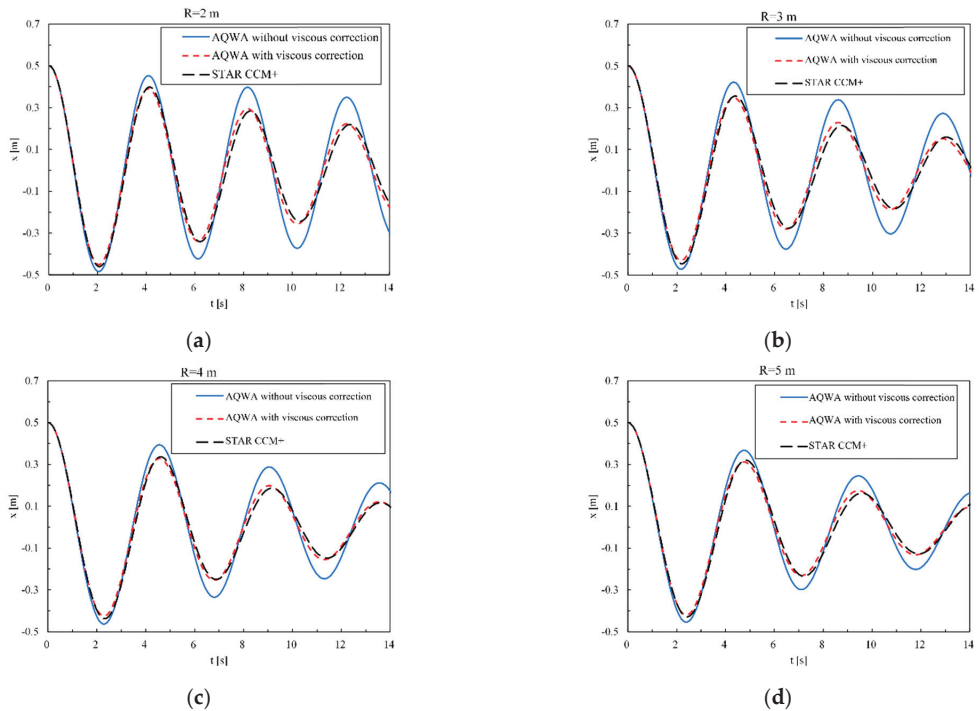 R=2 m
AQWA without viscous correction
AQWA with viscous correction
STAR CCM+
0.7
0.5
0.3
0.1
-0.1
-0.3
-0.5
x [m]
0 2 4 6 8 10 12 14
t [s]
(a)
R=3 m
AQWA without viscous correction
AQWA with viscous correction
STAR CCM+
0.7
0.5
0.3
0.1
-0.1
-0.3
-0.5
x [m]
0 2 4 6 8 10 12 14
t [s]
(b)
R=4 m
AQWA without viscous correction
AQWA with viscous correction
STAR CCM+
0.7
0.5
0.3
0.1
-0.1
-0.3
-0.5
x [m]
0 2 4 6 8 10 12 14
t [s]
(c)
R=5 m
AQWA without viscous correction
AQWA with viscous correction
STAR CCM+
0.7
0.5
0.3
0.1
-0.1
-0.3
-0.5
x [m]
0 2 4 6 8 10 12 14
t [s]
(d)